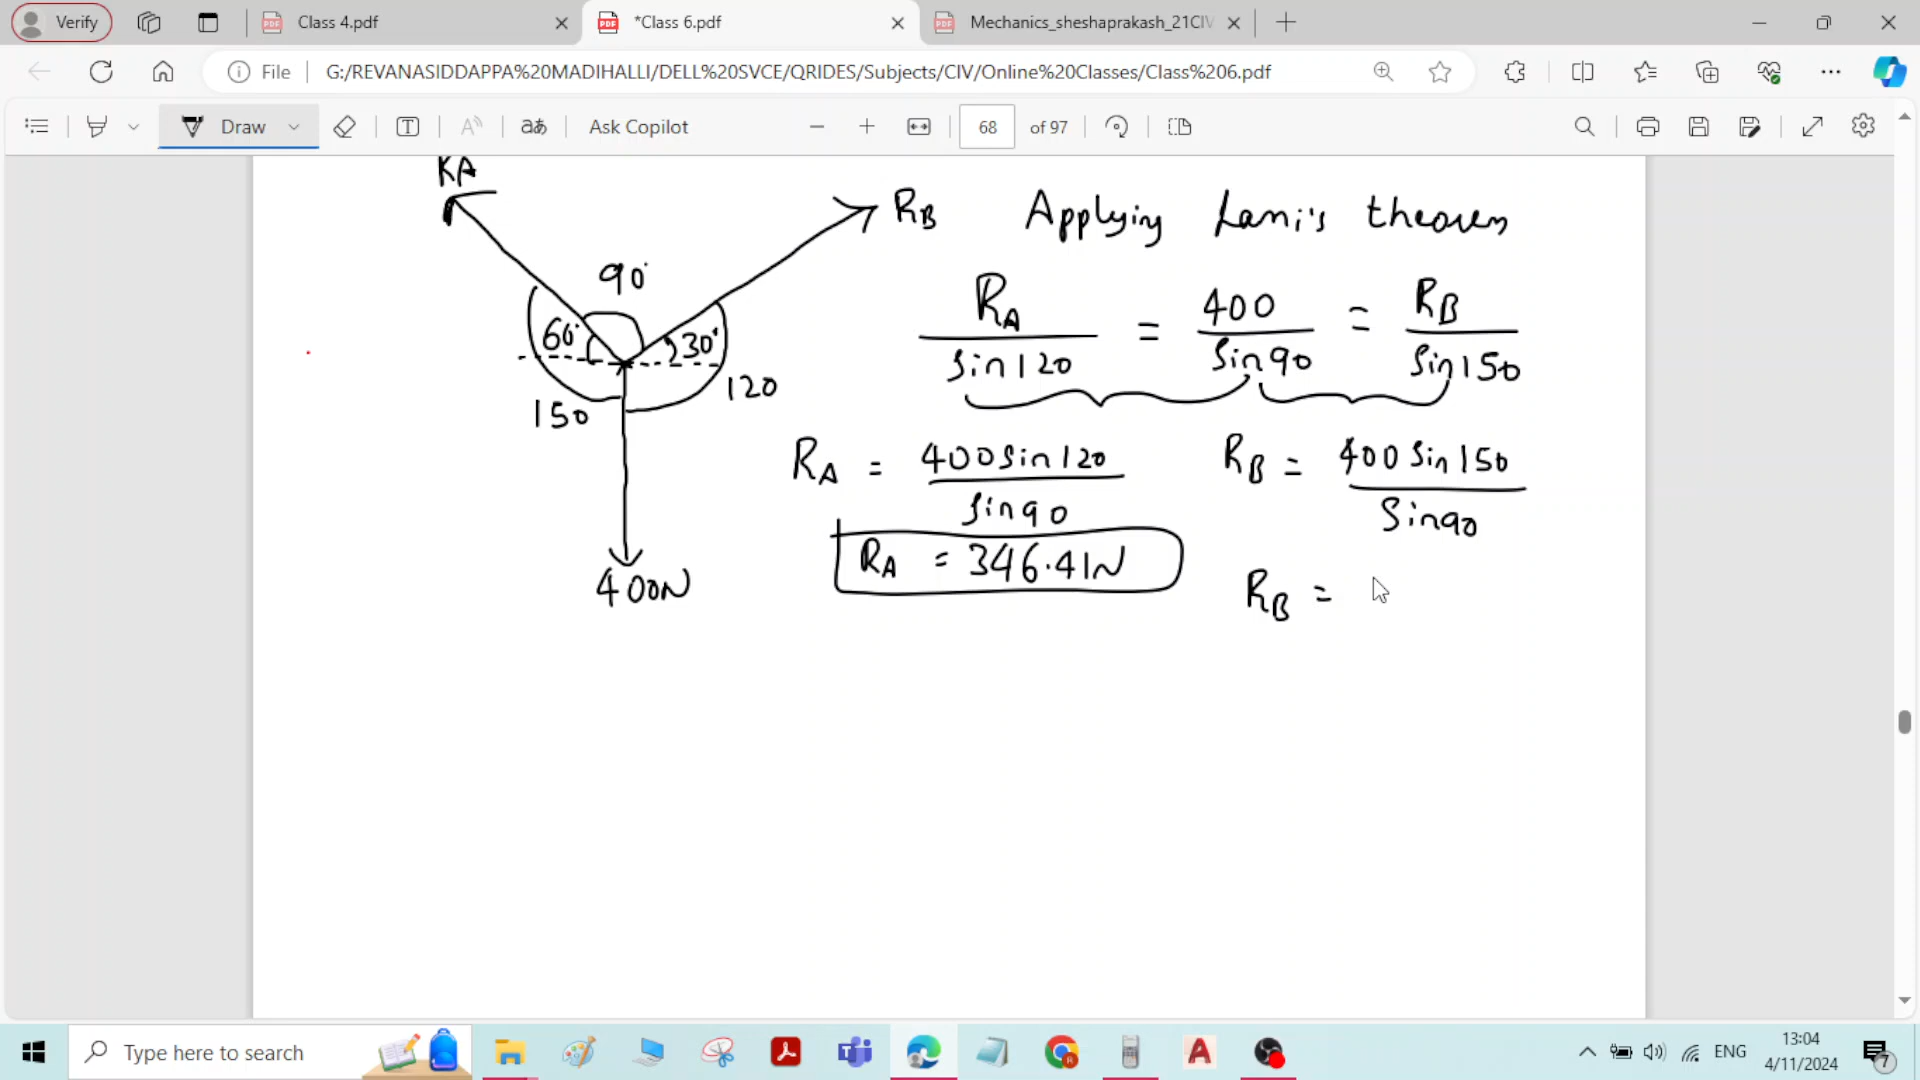 Verify
Class 4.pdf
*Class 6.pdf
Mechanics_sheshaprakash_21CIV
File
G:/REVANASIDDAPPA%20MADIHALLI/DELL%20SVCE/QRIDES/Subjects/CIV/Online%20Classes/Class%206.pdf
Draw
Ask Copilot
68 of 97
RA
RB
Applying Lami's theorem
90°
60°
30°
150
120
400N
RA / sin120 = 400 / sin90 = RB / sin150
RA = 400sin120 / sin90
RB = 400 sin150 / sin90
RA = 346.41N
RB =
Type here to search
ENG
13:04
4/11/2024
7